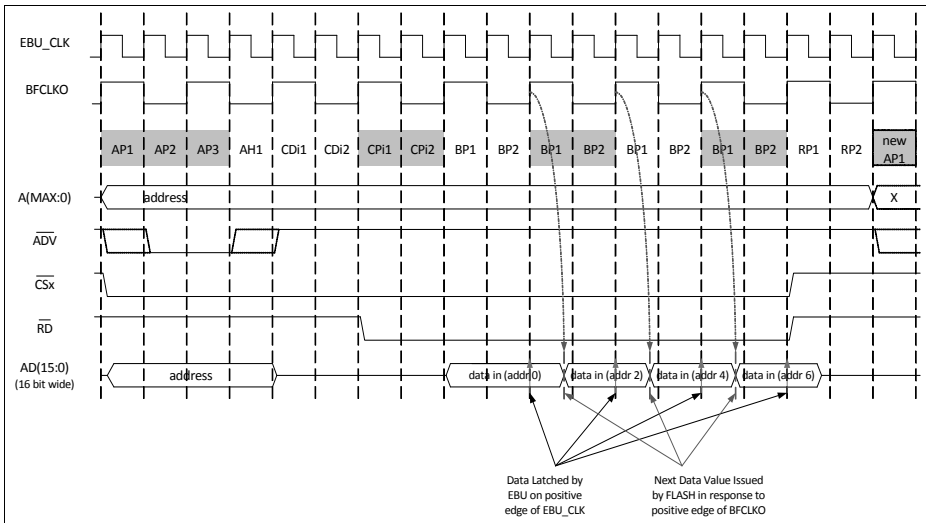 EBU_CLK
BFCLKO
AP1 AP2 AP3 AH1 CDi1 CDi2 CPi1 CPi2 BP1 BP2 BP1 BP2 BP1 BP2 BP1 BP2 RP1 RP2 new AP1
A(MAX:0) address X
ADV
CSx
RD
AD(15:0)
(16 bit wide)
address data in (addr 0) data in (addr 2) data in (addr 4) data in (addr 6)
Data Latched by
EBU on positive
edge of EBU_CLK
Next Data Value Issued
by FLASH in response to
positive edge of BFCLKO